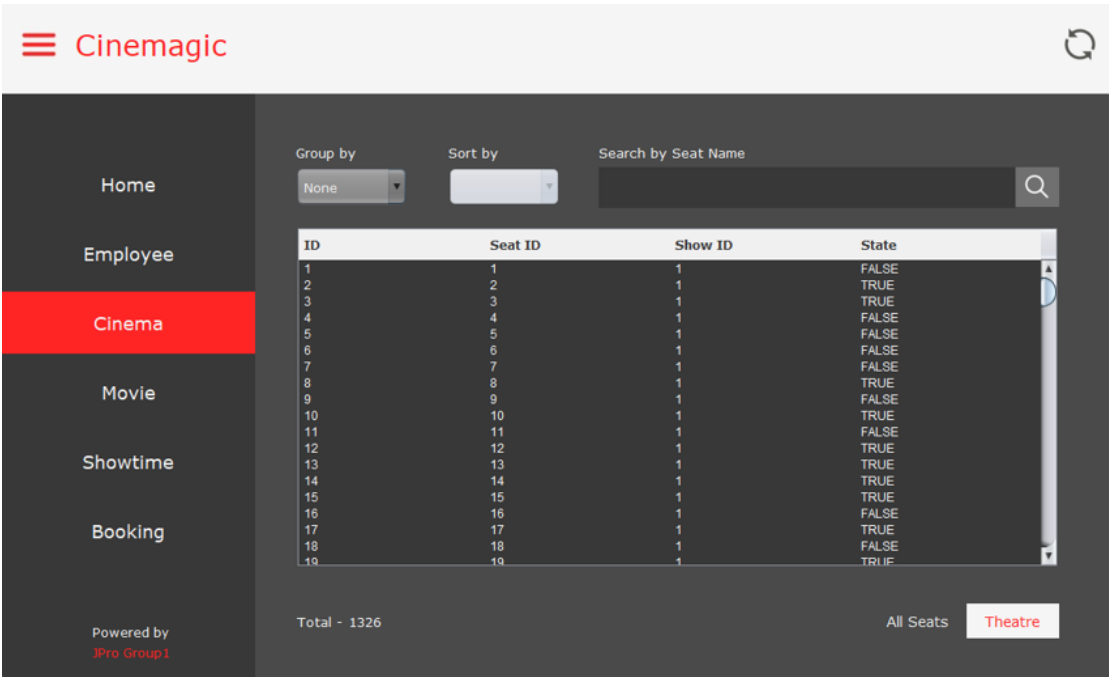 Cinemagic
Home
Employee
Cinema
Movie
Showtime
Booking
Powered by
JPro Group1
Group by Sort by Search by Seat Name
None
ID Seat ID Show ID State
1 1 1 FALSE
2 2 1 TRUE
3 3 1 TRUE
4 4 1 FALSE
5 5 1 FALSE
6 6 1 FALSE
7 7 1 FALSE
8 8 1 TRUE
9 9 1 FALSE
10 10 1 TRUE
11 11 1 FALSE
12 12 1 TRUE
13 13 1 TRUE
14 14 1 TRUE
15 15 1 TRUE
16 16 1 FALSE
17 17 1 TRUE
18 18 1 FALSE
19 19 1 TRUE
Total - 1326 All Seats Theatre